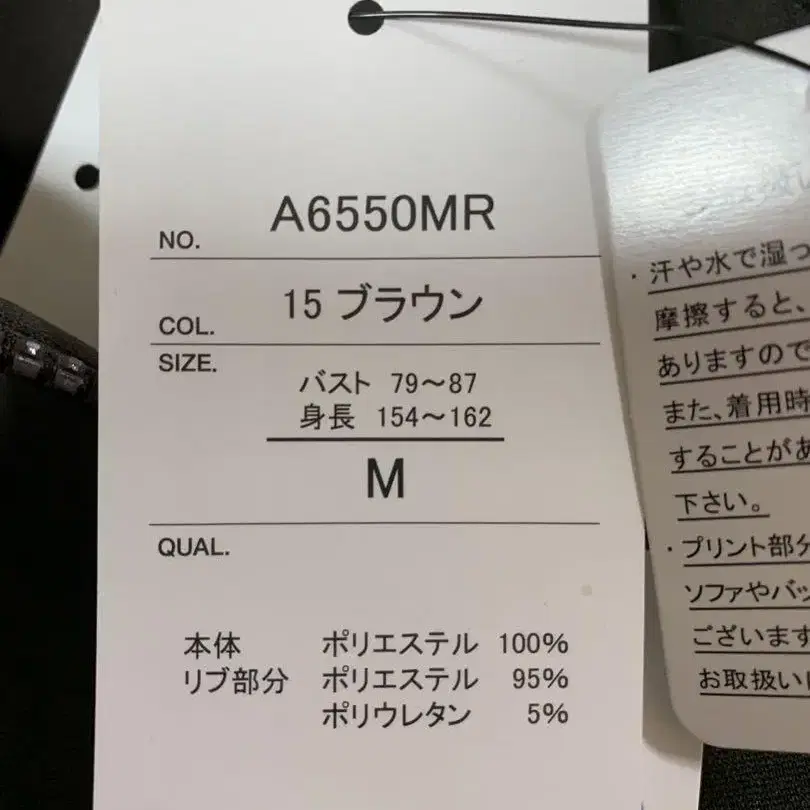 NO. A6550MR
COL. 15 ブラウン
SIZE.
バスト 79～87
身長 154～162
M
QUAL.
本体 ポリエステル 100%
リブ部分 ポリエステル 95%
ポリウレタン 5%
・汗や水で湿っ
摩擦すると、
ありますので
また、着用時
することがあ
下さい。
・プリント部分
ソファやバッ
ございます
お取扱い